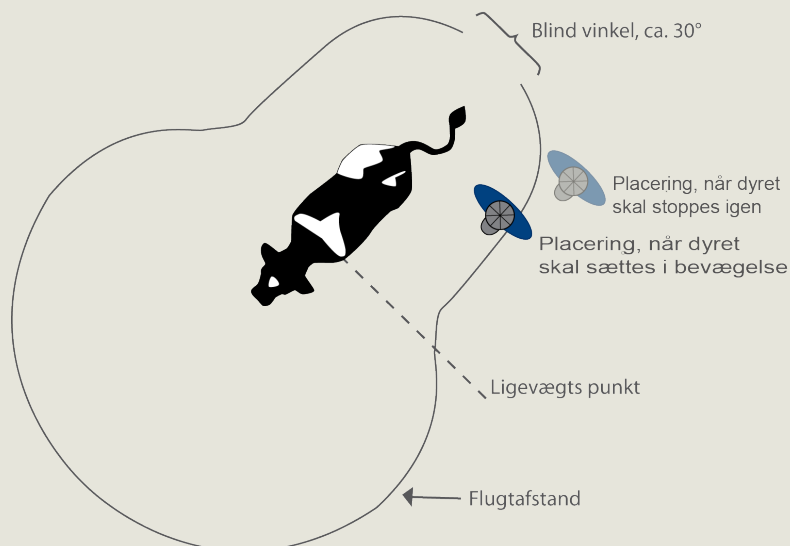 Blind vinkel, ca. 30°
Placering, når dyret
skal stoppes igen
Placering, når dyret
skal sættes i bevægelse
Ligevægts punkt
Flugtafstand